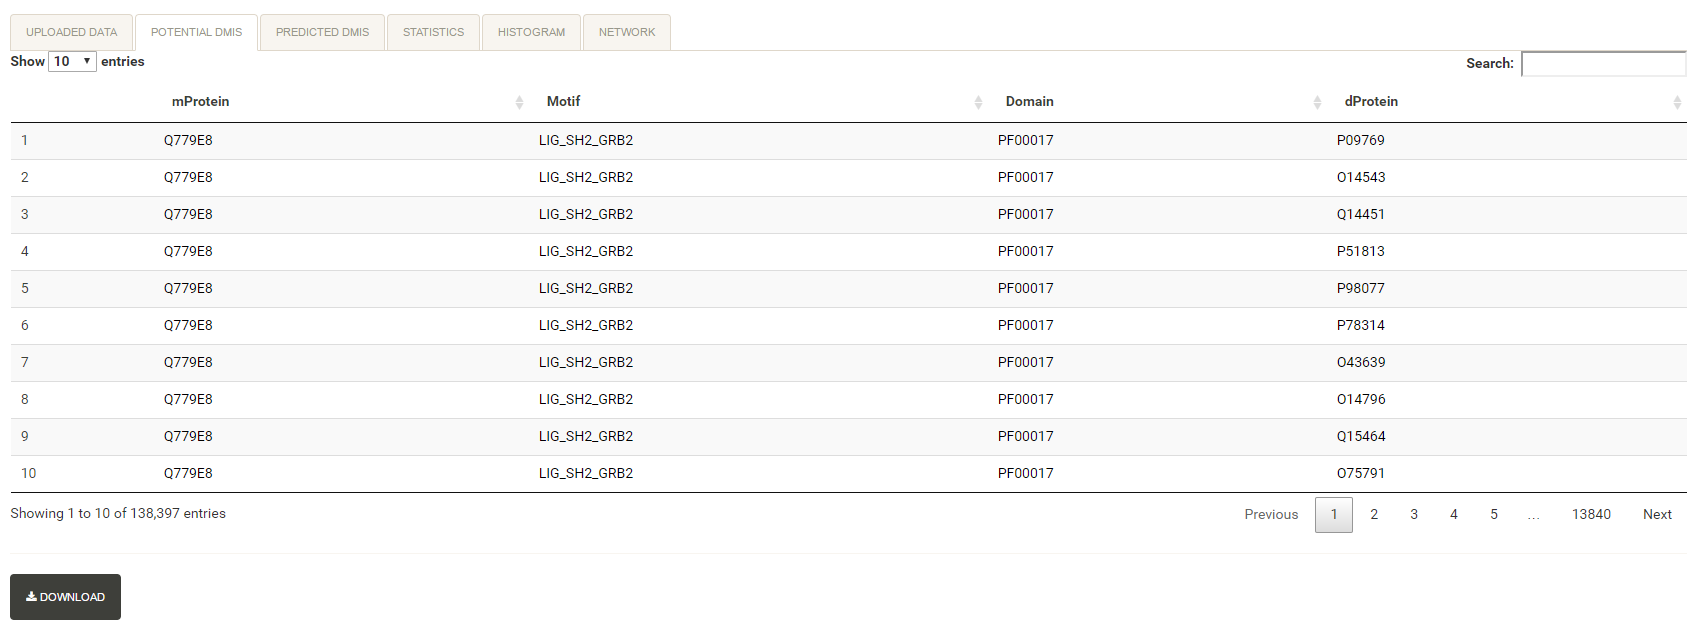 UPLOADED DATA POTENTIAL DMIS PREDICTED DMIS STATISTICS HISTOGRAM NETWORK
Show 10 entries Search:
mProtein Motif Domain dProtein
1 Q779E8 LIG_SH2_GRB2 PF00017 P09769
2 Q779E8 LIG_SH2_GRB2 PF00017 O14543
3 Q779E8 LIG_SH2_GRB2 PF00017 Q14451
4 Q779E8 LIG_SH2_GRB2 PF00017 P51813
5 Q779E8 LIG_SH2_GRB2 PF00017 P98077
6 Q779E8 LIG_SH2_GRB2 PF00017 P78314
7 Q779E8 LIG_SH2_GRB2 PF00017 O43639
8 Q779E8 LIG_SH2_GRB2 PF00017 O14796
9 Q779E8 LIG_SH2_GRB2 PF00017 Q15464
10 Q779E8 LIG_SH2_GRB2 PF00017 O75791
Showing 1 to 10 of 138,397 entries Previous 1 2 3 4 5 … 13840 Next
DOWNLOAD